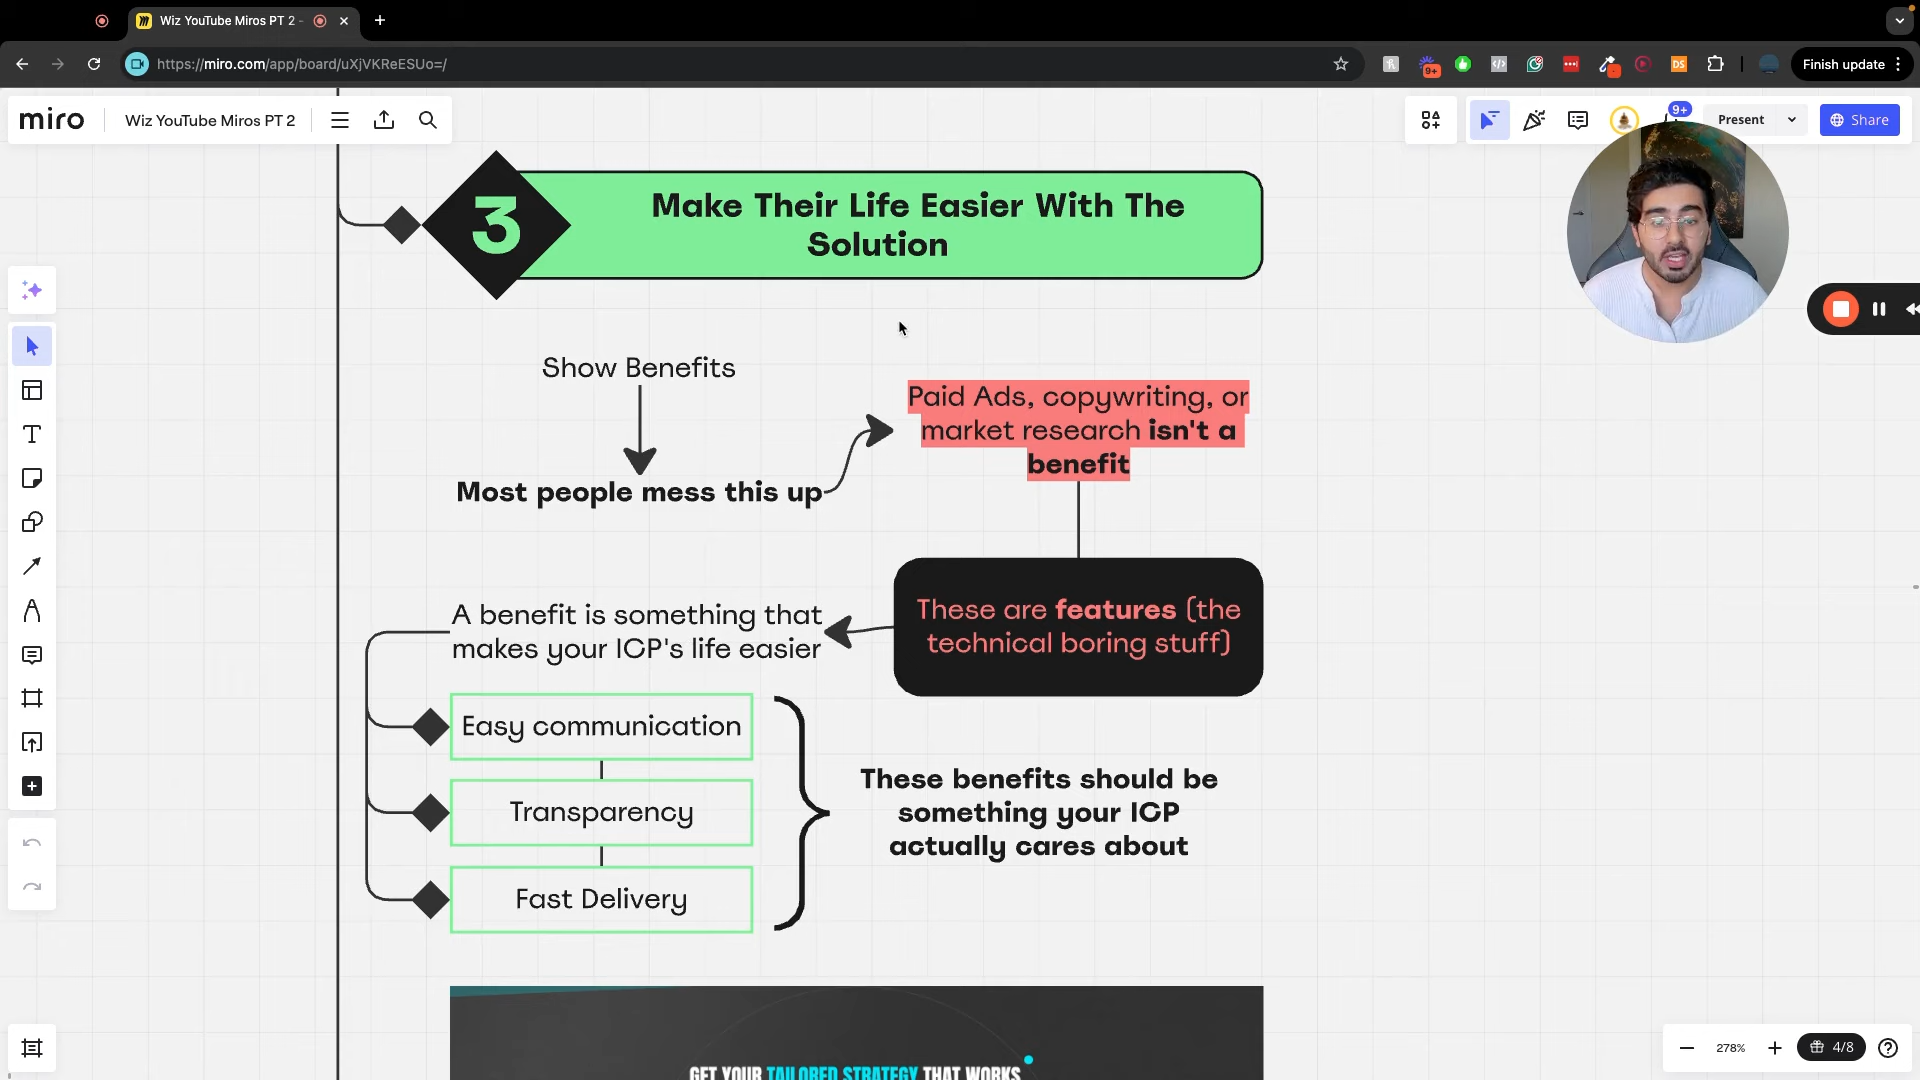 Wiz YouTube Miros PT 2 -
https://miro.com/app/board/uXjVKReESUo=/
9+
DS
Finish update
miro
Wiz YouTube Miros PT 2
9+
Present
Share
3
Make Their Life Easier With The
Solution
Show Benefits
Most people mess this up
Paid Ads, copywriting, or
market research isn't a
benefit
These are features (the
technical boring stuff)
A benefit is something that
makes your ICP's life easier
Easy communication
Transparency
Fast Delivery
These benefits should be
something your ICP
actually cares about
GET YOUR TAILORED STRATEGY THAT WORKS
278%
4/8